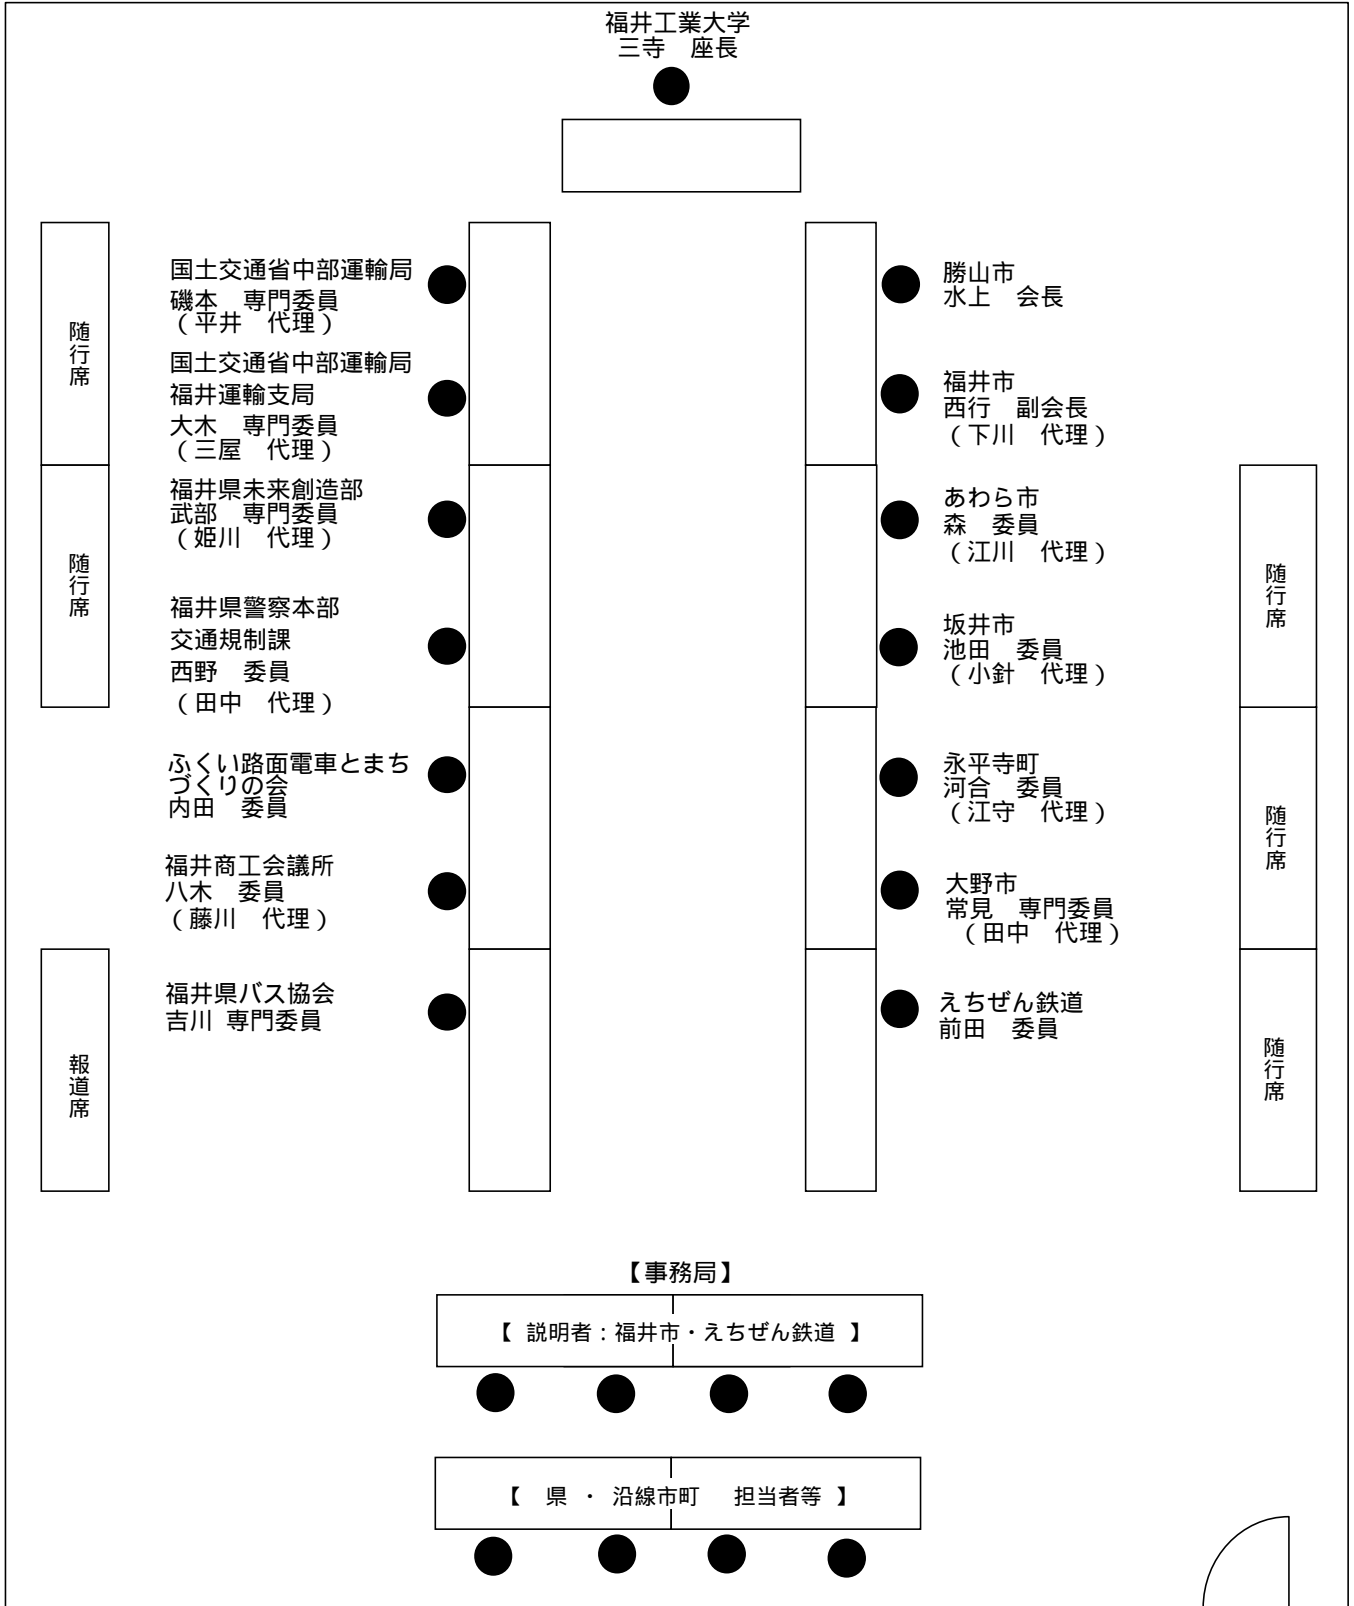 福井工業大学
三寺　座長
国土交通省中部運輸局
磯本　専門委員
（平井　代理）
国土交通省中部運輸局
福井運輸支局
大木　専門委員
（三屋　代理）
福井県未来創造部
武部　専門委員
（姫川　代理）
福井県警察本部
交通規制課
西野　委員
（田中　代理）
ふくい路面電車とまち
づくりの会
内田　委員
福井商工会議所
八木　委員
（藤川　代理）
福井県バス協会
吉川 専門委員
勝山市
水上　会長
福井市
西行　副会長
（下川　代理）
あわら市
森　委員
（江川　代理）
坂井市
池田　委員
（小針　代理）
永平寺町
河合　委員
（江守　代理）
大野市
常見　専門委員
（田中　代理）
えちぜん鉄道
前田　委員
随行席
随行席
報道席
随行席
随行席
随行席
【事務局】
【 説明者：福井市・えちぜん鉄道 】
【　県 ・ 沿線市町　 担当者等 】